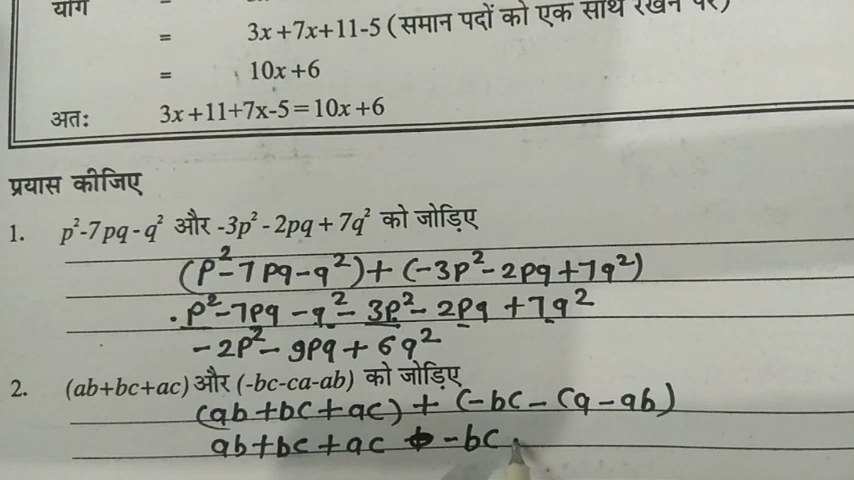 योग =
= 3x+7x+11-5 (समान पदों को एक साथ रखने पर)
= 10x+6
अतः 3x+11+7x-5=10x+6
प्रयास कीजिए
1. p²-7pq-q² और -3p²-2pq+7q² को जोड़िए
(p²-7pq-q²)+(-3p²-2pq+7q²)
p²-7pq-q²-3p²-2pq+7q²
-2p²-9pq+6q²
2. (ab+bc+ac) और (-bc-ca-ab) को जोड़िए
(ab+bc+ac)+(-bc-ca-ab)
ab+bc+ac -bc